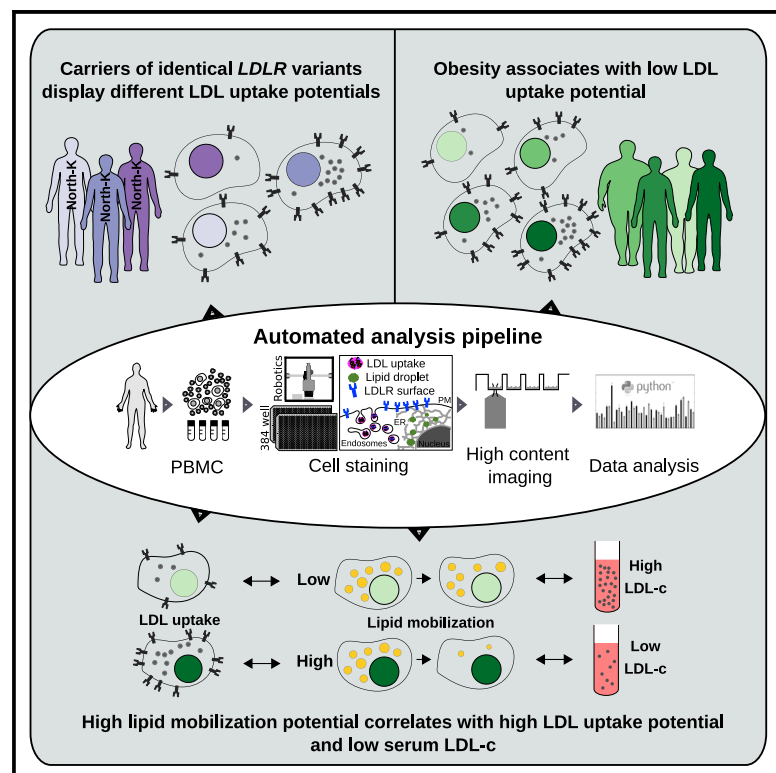 Carriers of identical LDLR variants
display different LDL uptake potentials
Obesity associates with low LDL
uptake potential
North-K
North-K
North-K
Automated analysis pipeline
Robotics
384 well
LDL uptake
Lipid droplet
LDLR surface
PM
ER
Endosomes
Nucleus
python
PBMC
Cell staining
High content
imaging
Data analysis
Low
High
LDL-c
LDL uptake
Lipid mobilization
High
Low
LDL-c
High lipid mobilization potential correlates with high LDL uptake potential
and low serum LDL-c